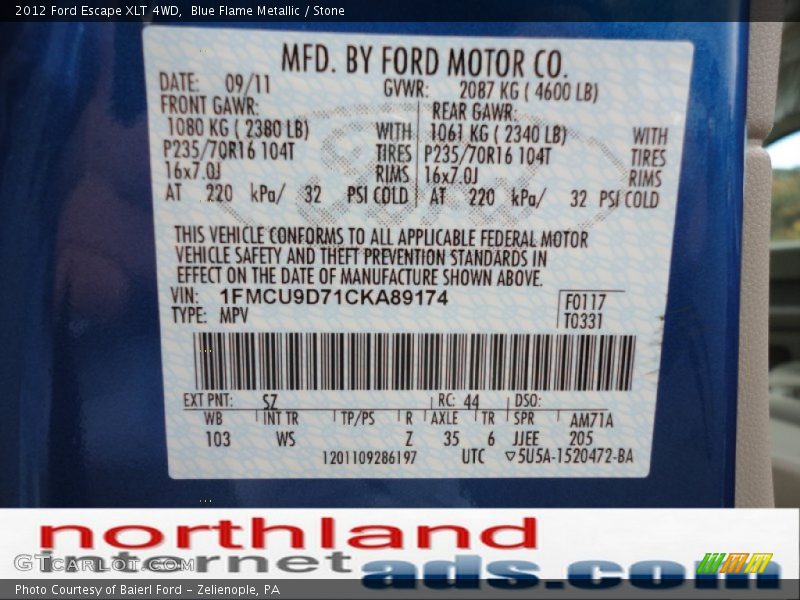 2012 Ford Escape XLT 4WD, Blue Flame Metallic / Stone
MFD. BY FORD MOTOR CO.
DATE: 09/11 GVWR: 2087 KG ( 4600 LB)
FRONT GAWR: REAR GAWR:
1080 KG ( 2380 LB) WITH 1061 KG ( 2340 LB) WITH
P235/70R16 104T TIRES P235/70R16 104T TIRES
16x7.0J RIMS 16x7.0J RIMS
AT 220 kPa/ 32 PSI COLD AT 220 kPa/ 32 PSI COLD
THIS VEHICLE CONFORMS TO ALL APPLICABLE FEDERAL MOTOR
VEHICLE SAFETY AND THEFT PREVENTION STANDARDS IN
EFFECT ON THE DATE OF MANUFACTURE SHOWN ABOVE.
VIN: 1FMCU9D71CKA89174 F0117
TYPE: MPV T0331
EXT PNT: SZ RC: 44 DSO:
WB INT TR TP/PS R AXLE TR SPR AM71A
103 WS Z 35 6 JJEE 205
1201109286197 UTC ▽5U5A-1520472-BA
northland
internet
ads.com
GTCarLot.com
Photo Courtesy of Baierl Ford - Zelienople, PA